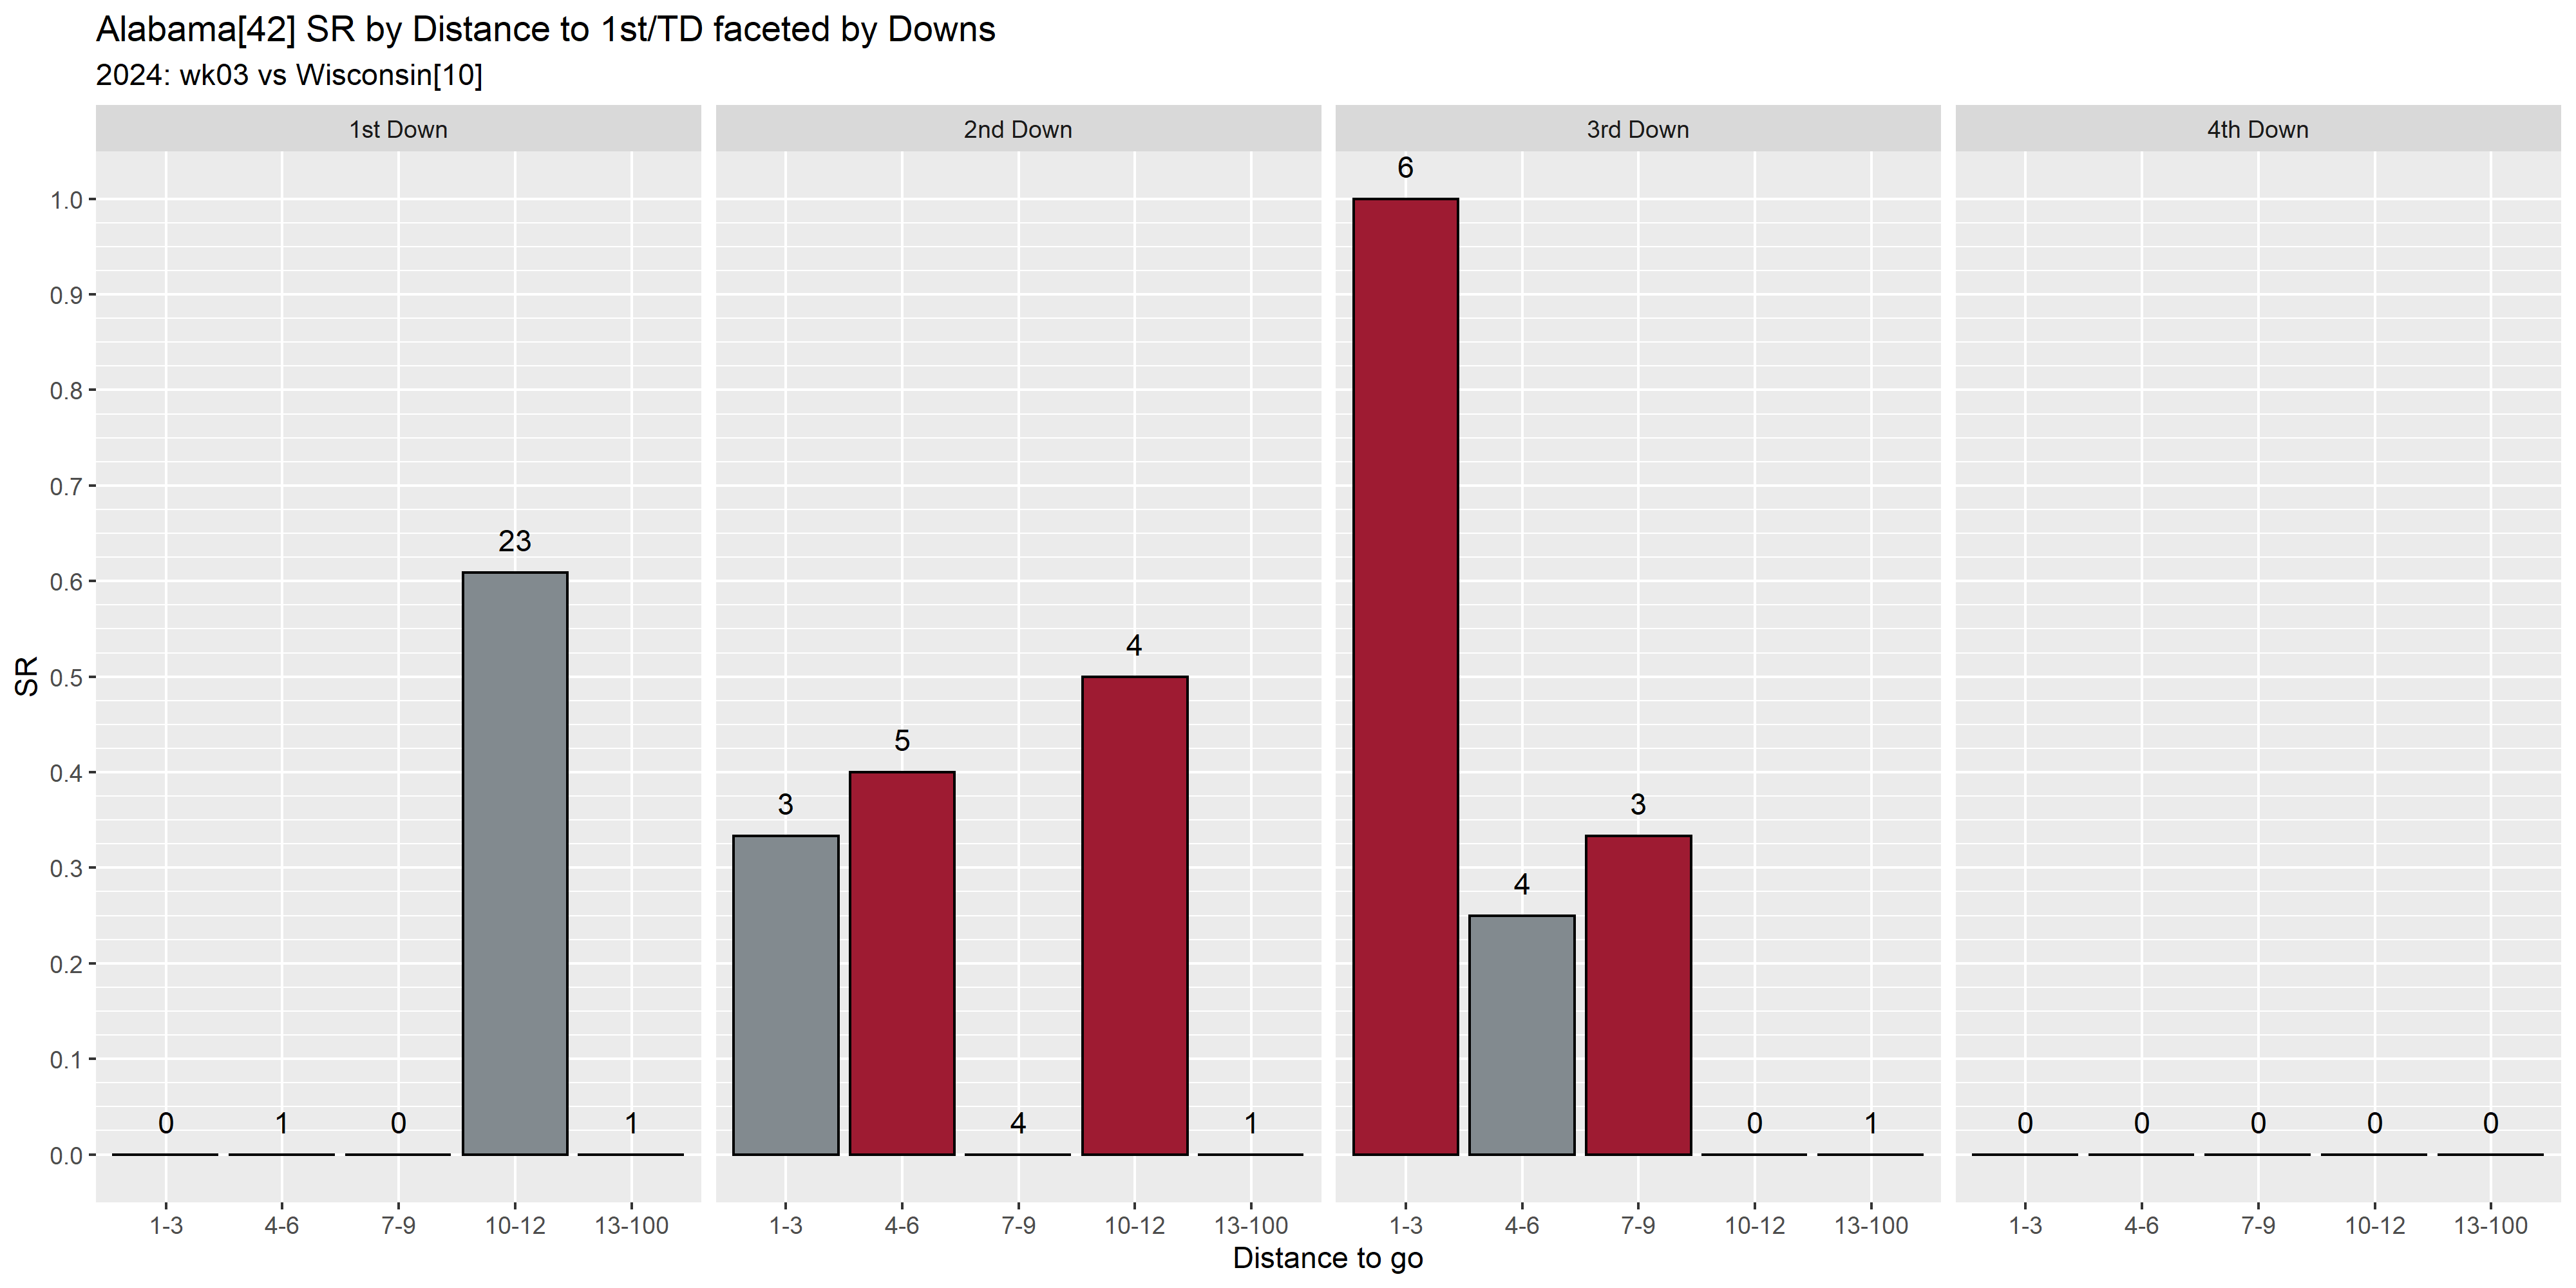 Alabama[42] SR by Distance to 1st/TD faceted by Downs
2024: wk03 vs Wisconsin[10]
1st Down
2nd Down
3rd Down
4th Down
SR
1.0
0.9
0.8
0.7
0.6
0.5
0.4
0.3
0.2
0.1
0.0
0 1 0 23 1
3 5 4 4 1
6 4 3 0 1
0 0 0 0 0
1-3 4-6 7-9 10-12 13-100
1-3 4-6 7-9 10-12 13-100
1-3 4-6 7-9 10-12 13-100
1-3 4-6 7-9 10-12 13-100
Distance to go